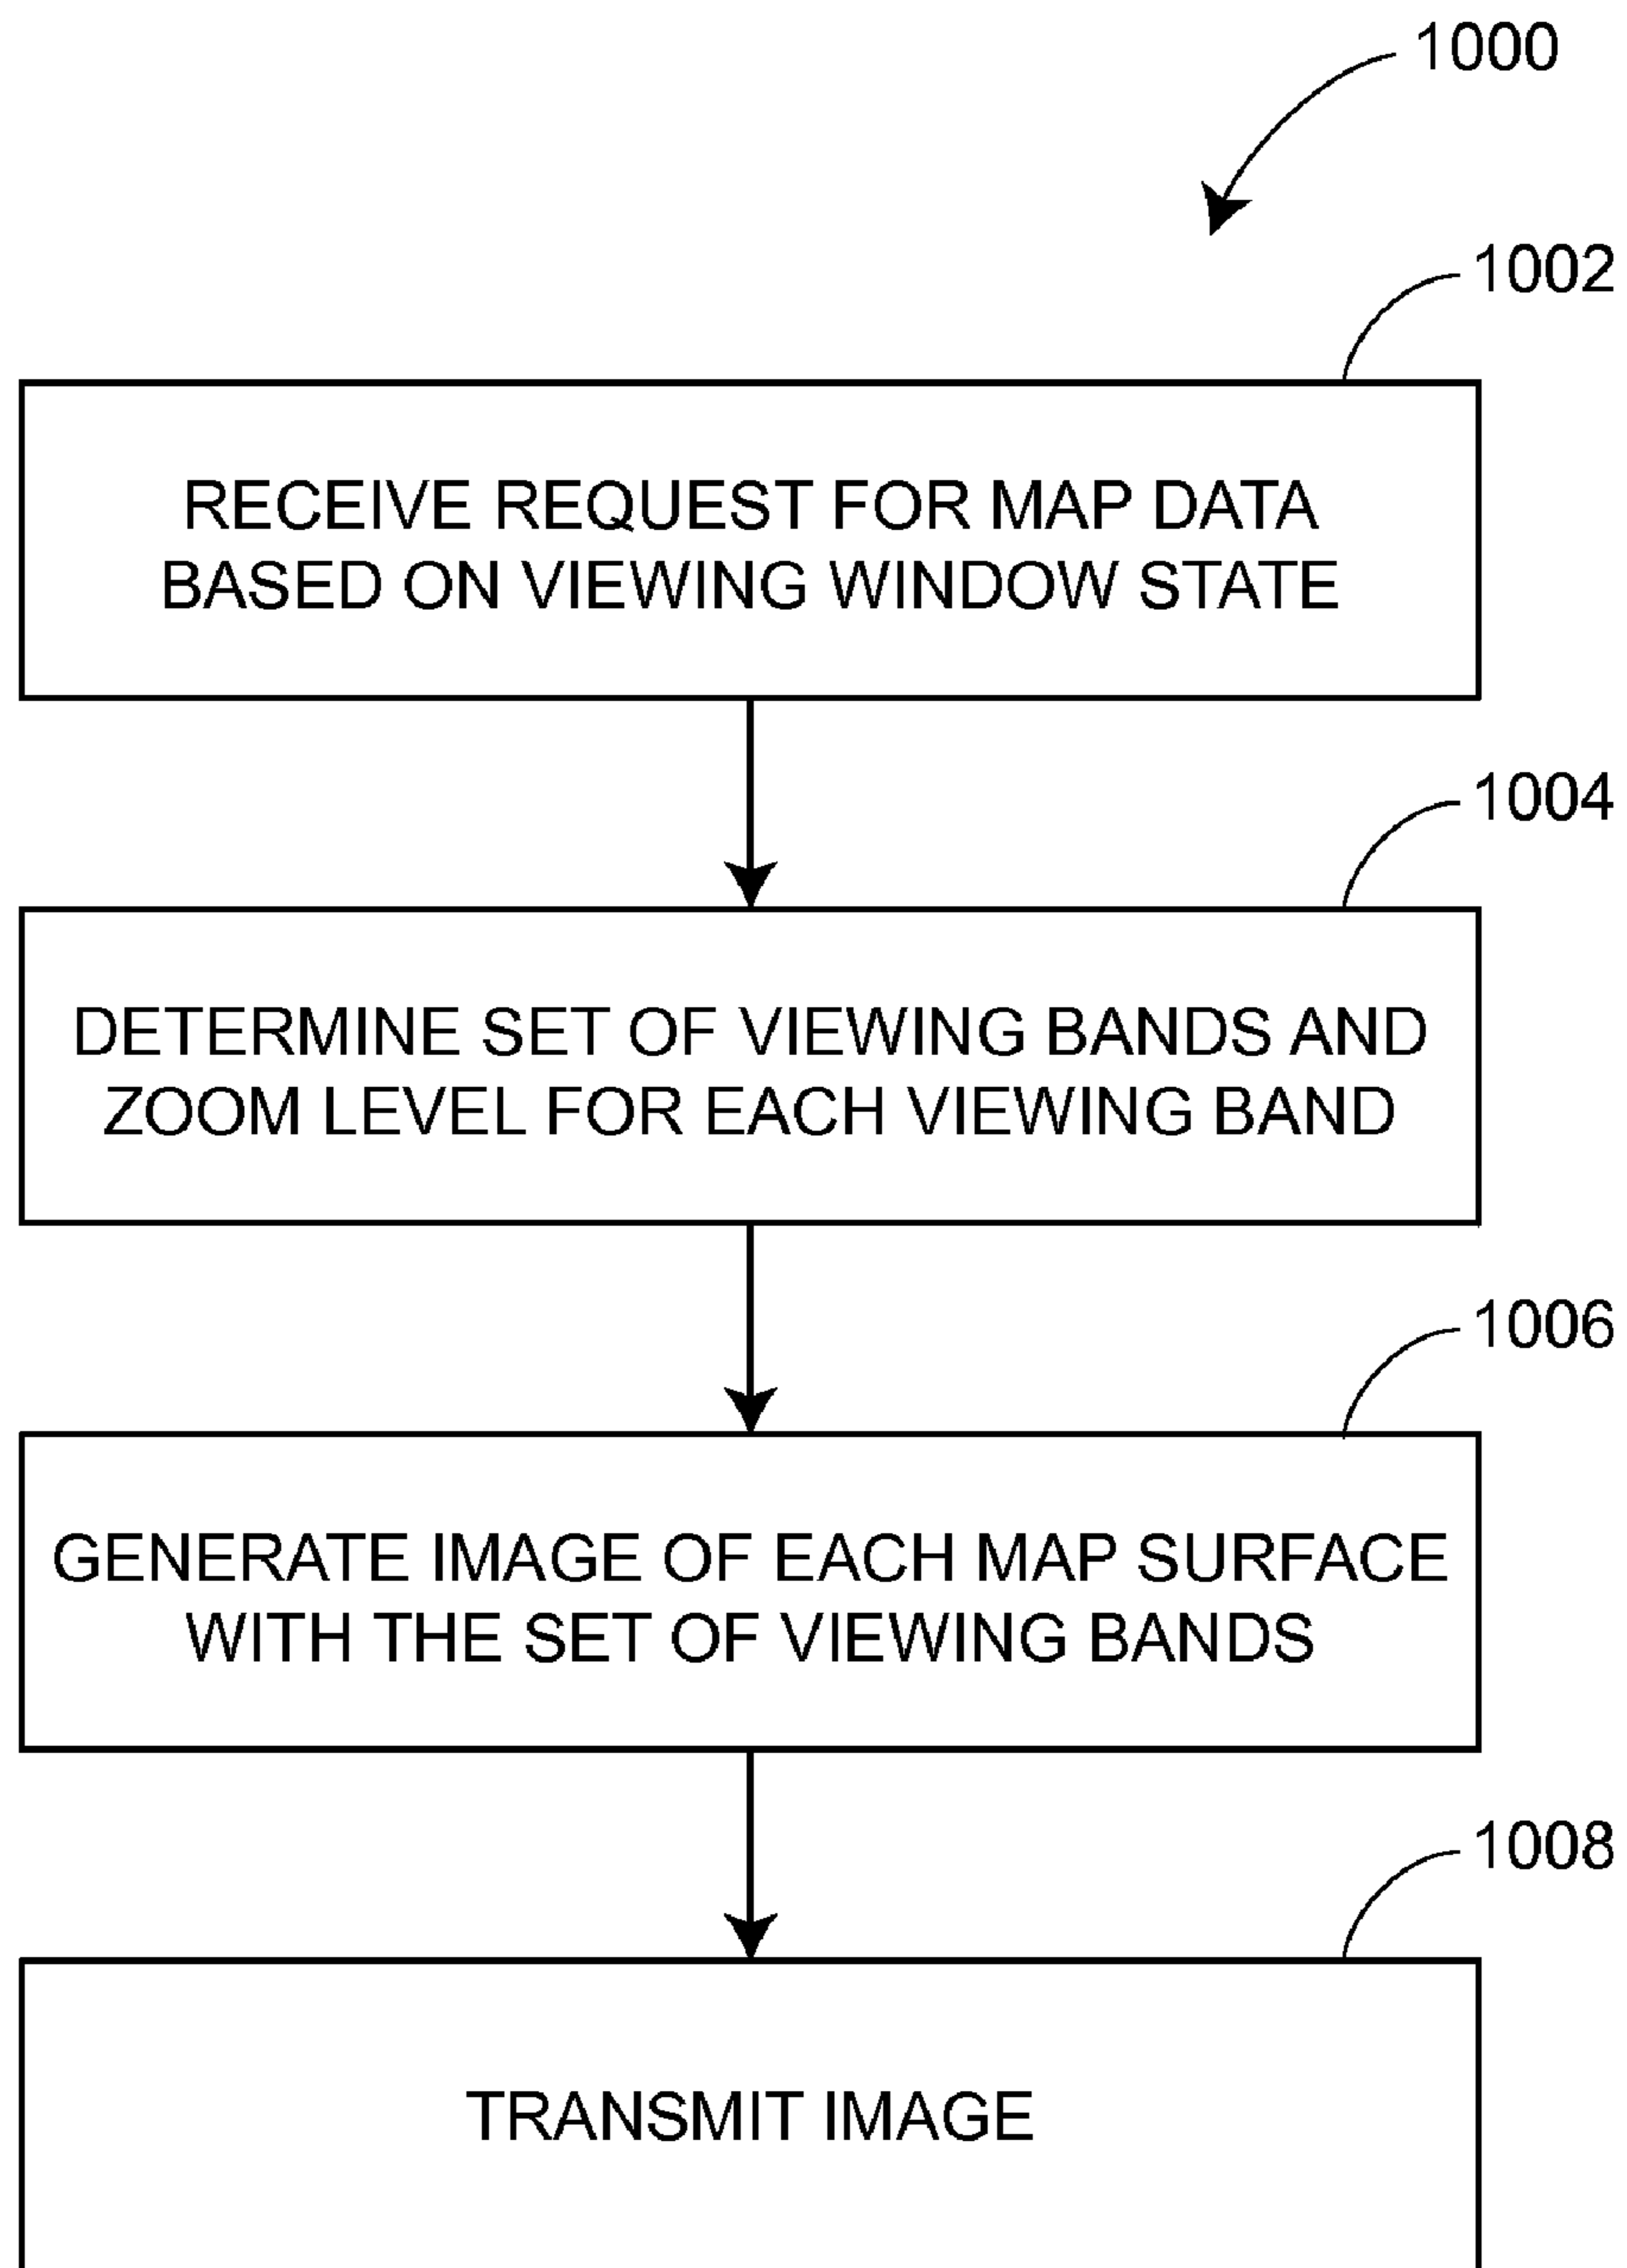 1000
1002
RECEIVE REQUEST FOR MAP DATA
BASED ON VIEWING WINDOW STATE
1004
DETERMINE SET OF VIEWING BANDS AND
ZOOM LEVEL FOR EACH VIEWING BAND
1006
GENERATE IMAGE OF EACH MAP SURFACE
WITH THE SET OF VIEWING BANDS
1008
TRANSMIT IMAGE